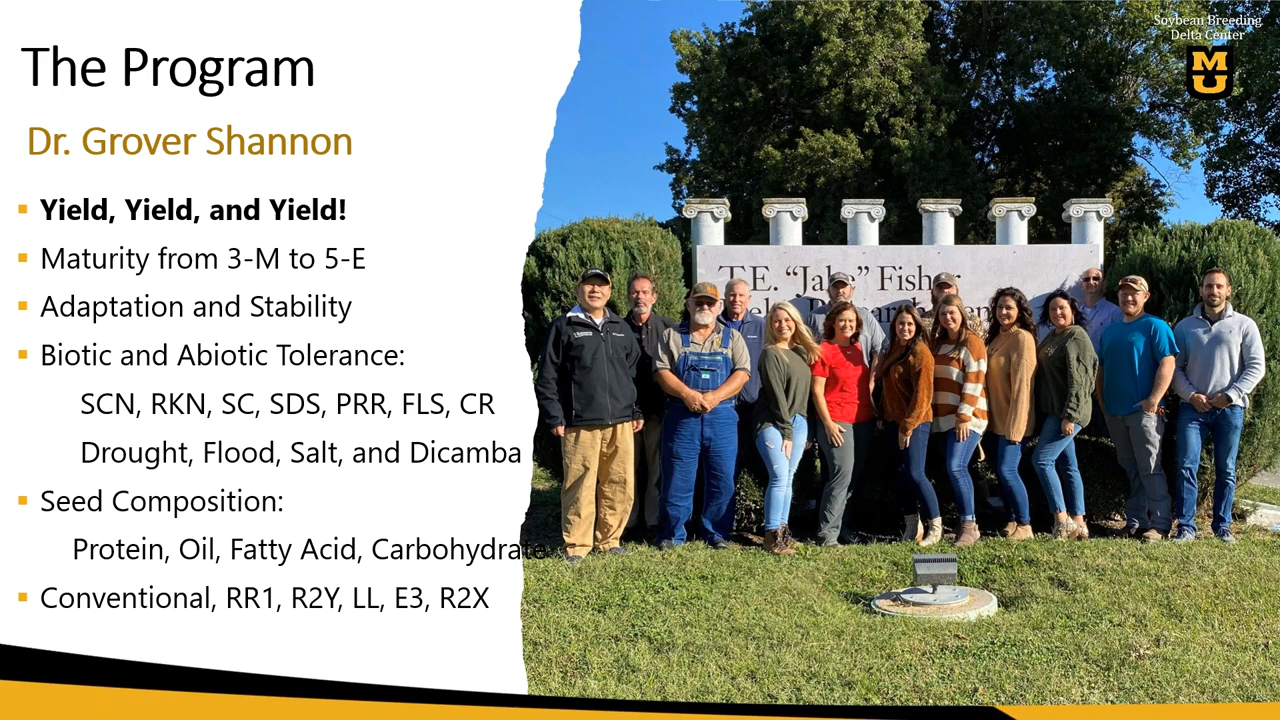 The Program
Dr. Grover Shannon
Yield, Yield, and Yield!
Maturity from 3-M to 5-E
Adaptation and Stability
Biotic and Abiotic Tolerance:
SCN, RKN, SC, SDS, PRR, FLS, CR
Drought, Flood, Salt, and Dicamba
Seed Composition:
Protein, Oil, Fatty Acid, Carbohydrate
Conventional, RR1, R2Y, LL, E3, R2X
Soybean Breeding
Delta Center
MU
T.E. “Jake” Fisher